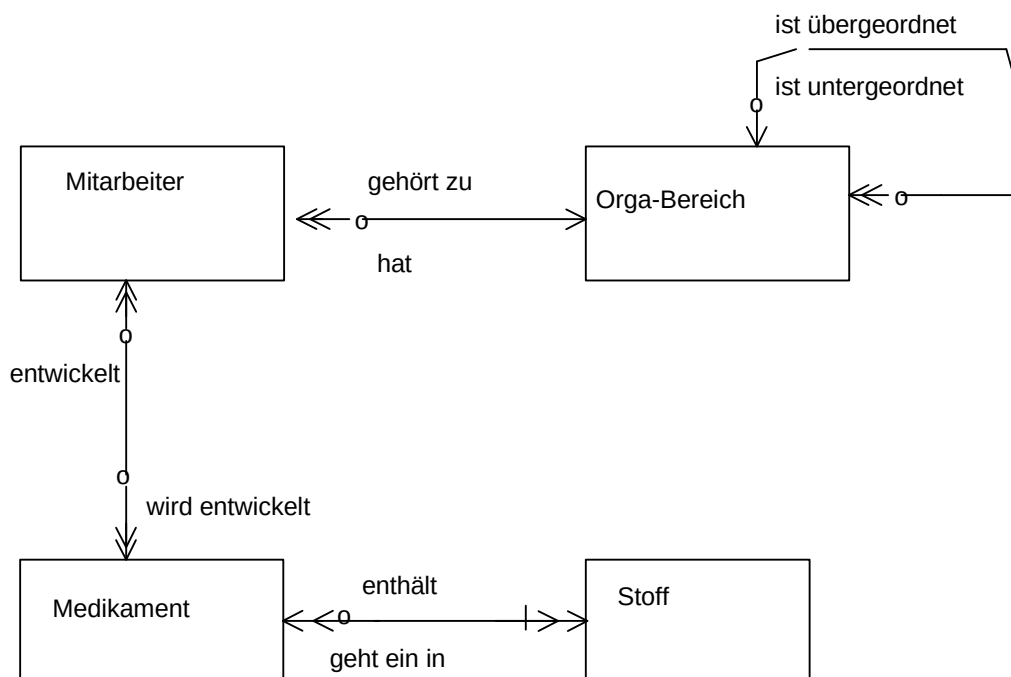 ist übergeordnet
ist untergeordnet
Mitarbeiter
gehört zu
Orga-Bereich
hat
entwickelt
wird entwickelt
Medikament
enthält
Stoff
geht ein in